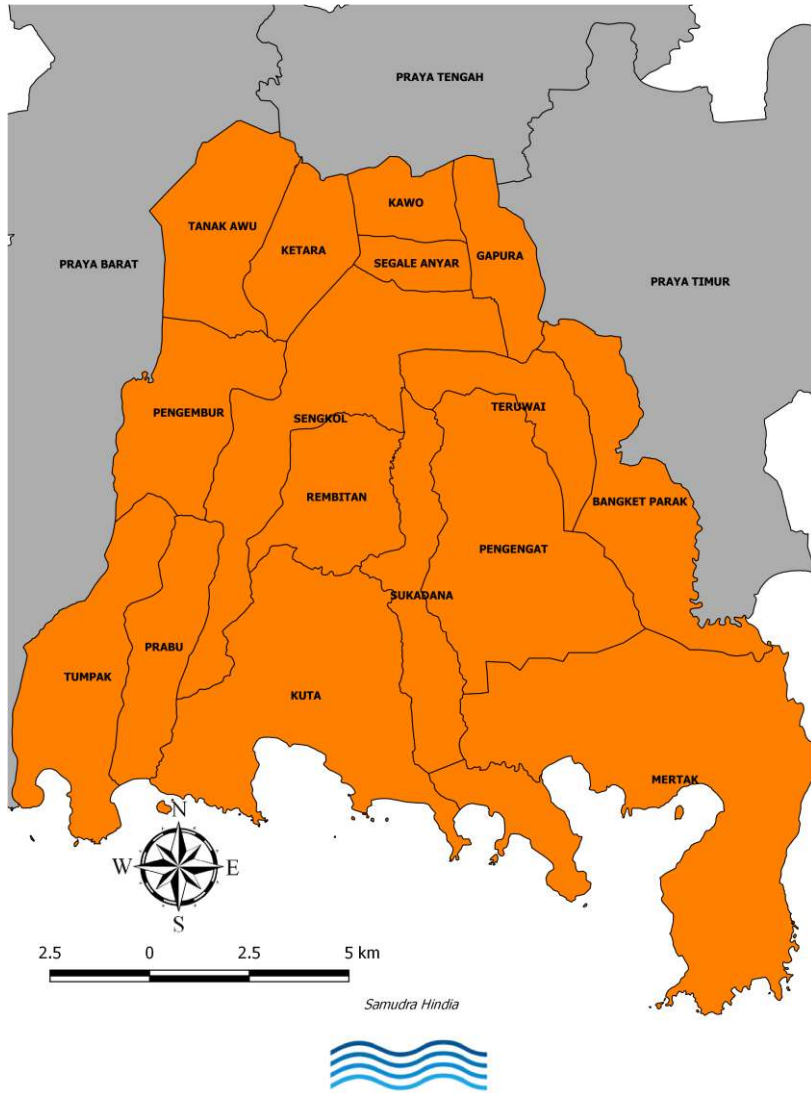 PRAYA TENGAH
KAWO
TANAK AWU
KETARA
SEGALE ANYAR
GAPURA
PRAYA BARAT
PRAYA TIMUR
PENGEMBUR
SENGKOL
TERUWAI
REMBITAN
BANGKET PARAK
PENGENGAT
SUKADANA
PRABU
TUMPAK
KUTA
MERTAK
N
W
E
S
2.5 0 2.5 5 km
Samudra Hindia